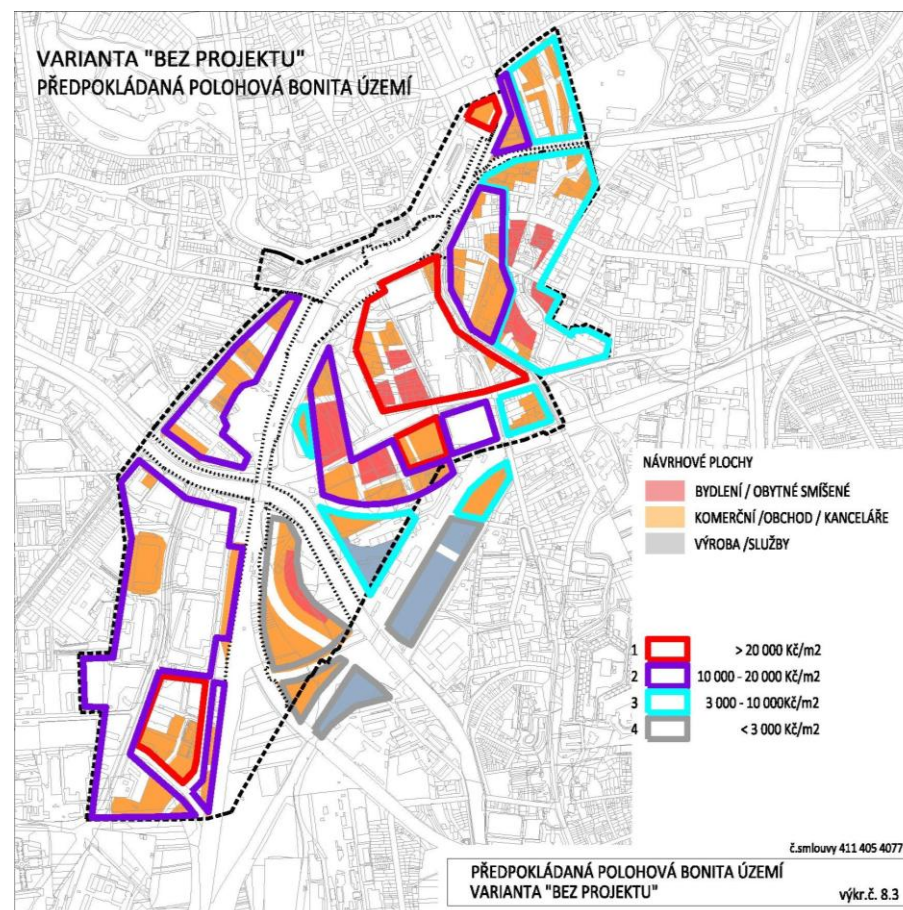 VARIANTA "BEZ PROJEKTU"
PŘEDPOKLÁDANÁ POLOHOVÁ BONITA ÚZEMÍ
NÁVRHOVÉ PLOCHY
BYDLENÍ / OBYTNÉ SMÍŠENÉ
KOMERČNÍ /OBCHOD / KANCELÁŘE
VÝROBA /SLUŽBY
1 > 20 000 Kč/m2
2 10 000 - 20 000 Kč/m2
3 3 000 - 10 000Kč/m2
4 < 3 000 Kč/m2
č.smlouvy 411 405 4077
PŘEDPOKLÁDANÁ POLOHOVÁ BONITA ÚZEMÍ
VARIANTA "BEZ PROJEKTU"
výkr.č. 8.3